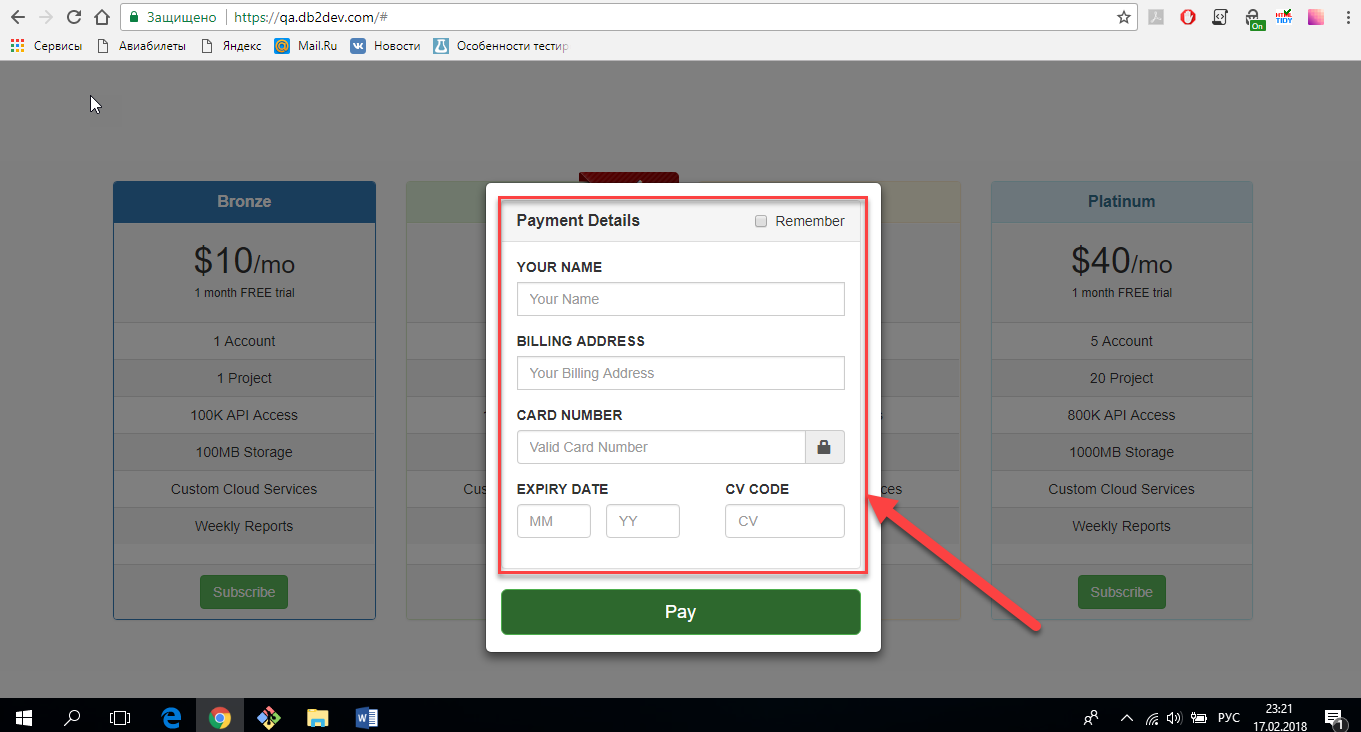 Защищено https://qa.db2dev.com/#
On
HTML TIDY
Сервисы Авиабилеты Яндекс Mail.Ru Новости Особенности тестир
Bronze
$10/mo
1 month FREE trial
1 Account
1 Project
100K API Access
100MB Storage
Custom Cloud Services
Weekly Reports
Subscribe
Payment Details Remember
YOUR NAME
Your Name
BILLING ADDRESS
Your Billing Address
CARD NUMBER
Valid Card Number
EXPIRY DATE CV CODE
MM YY CV
Pay
Platinum
$40/mo
1 month FREE trial
5 Account
20 Project
800K API Access
1000MB Storage
Custom Cloud Services
Weekly Reports
Subscribe
РУС 23:21
17.02.2018
1